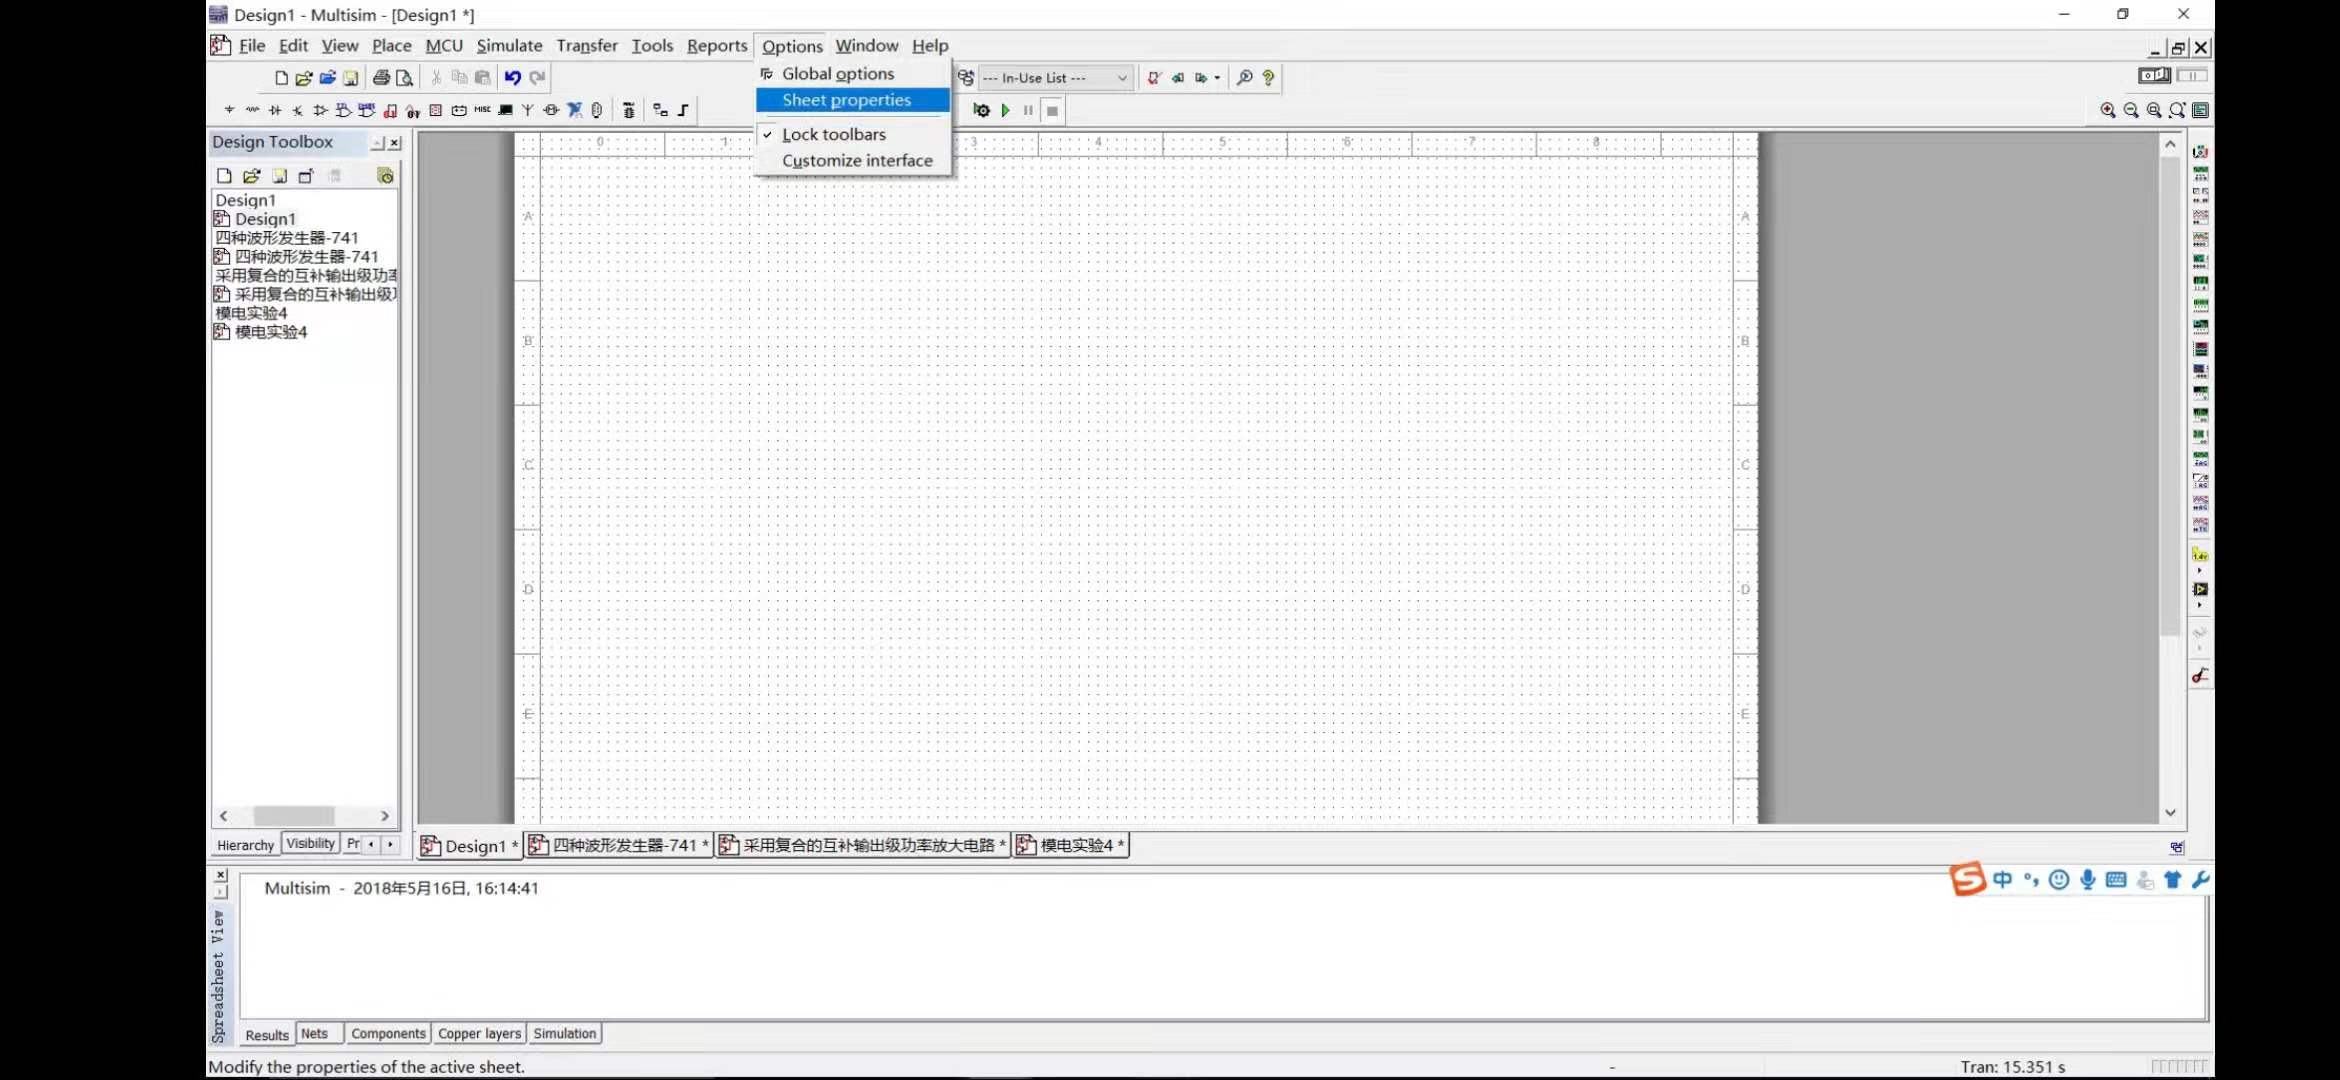 Design1 - Multisim - [Design1 *]
File Edit View Place MCU Simulate Transfer Tools Reports Options Window Help
Global options
--- In-Use List ---
Sheet properties
Lock toolbars
Customize interface
Design Toolbox
0 1 3 4 5 6 7 8
Design1
Design1
四种波形发生器-741
四种波形发生器-741
采用复合的互补输出级功率
采用复合的互补输出级
模电实验4
模电实验4
A A
B B
C C
D D
E E
Hierarchy Visibility Pr
Design1 * 四种波形发生器-741 * 采用复合的互补输出级功率放大电路 * 模电实验4 *
中
Multisim - 2018年5月16日, 16:14:41
Spreadsheet View
Results Nets Components Copper layers Simulation
Modify the properties of the active sheet.
- Tran: 15.351 s